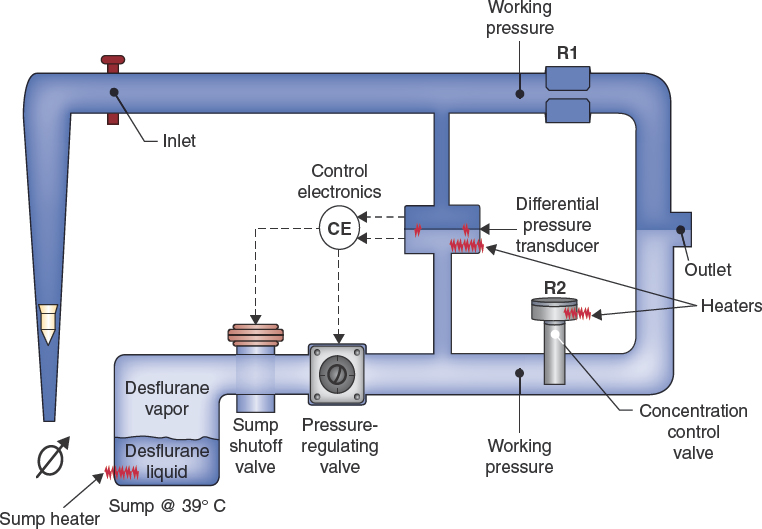 Working
pressure
R1
Inlet
Control
electronics
CE
Differential
pressure
transducer
Outlet
R2
Heaters
Desflurane
vapor
Desflurane
liquid
Sump
shutoff
valve
Pressure-
regulating
valve
Working
pressure
Concentration
control
valve
Sump heater
Sump @ 39° C